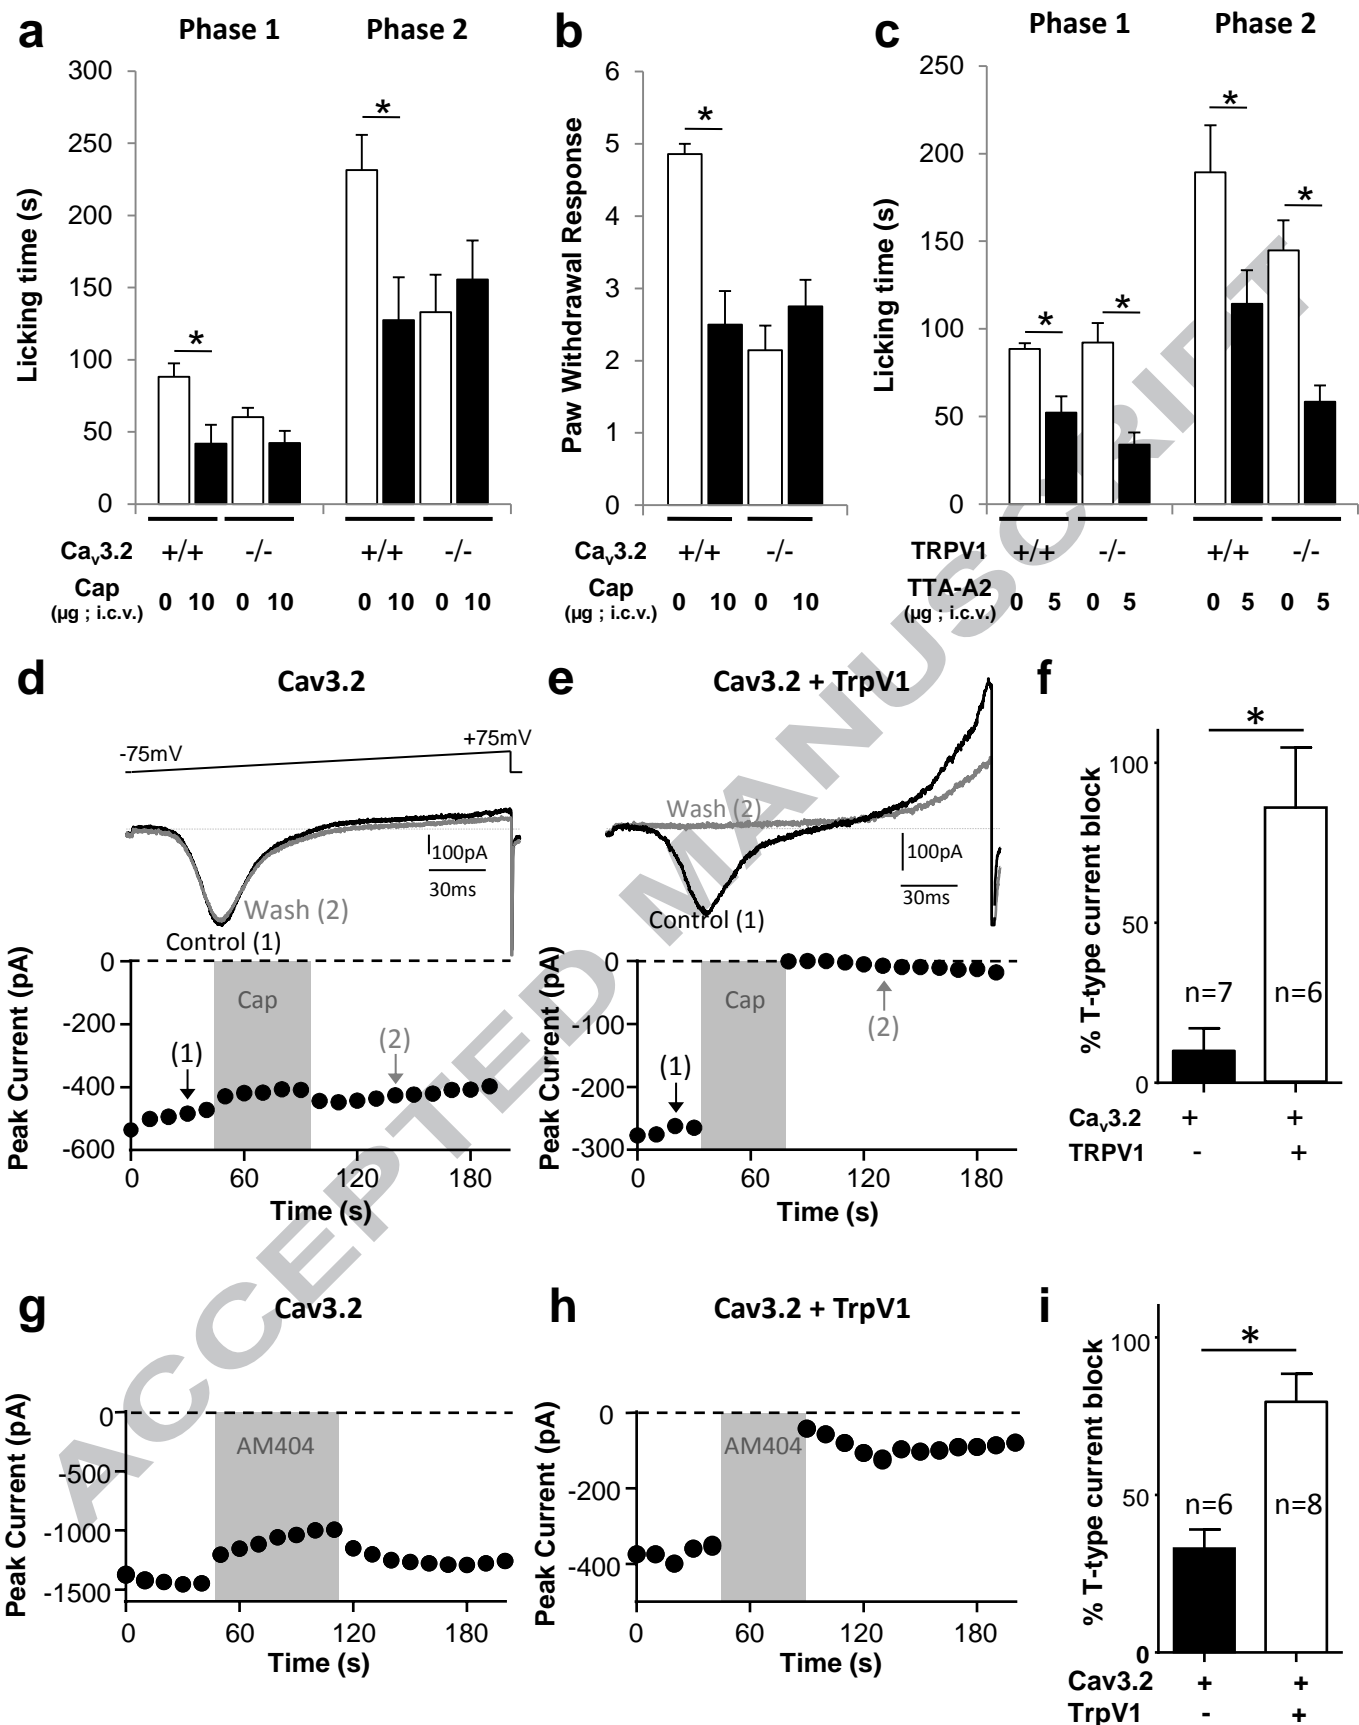 a
Phase 1
Phase 2
Licking time (s)
300
250
200
150
100
50
0
*
*
Cav3.2 +/+ -/- +/+ -/-
Cap 0 10 0 10 0 10 0 10
(µg ; i.c.v.)
b
Paw Withdrawal Response
6
5
4
3
2
1
0
*
Cav3.2 +/+ -/-
Cap 0 10 0 10
(µg ; i.c.v.)
c
Phase 1
Phase 2
Licking time (s)
250
200
150
100
50
0
*
*
*
*
TRPV1 +/+ -/- +/+ -/-
TTA-A2 0 5 0 5 0 5 0 5
(µg ; i.c.v.)
d
Cav3.2
-75mV
+75mV
100pA
30ms
Wash (2)
Control (1)
Peak Current (pA)
0
-200
-400
-600
Cap
(1)
(2)
0 60 120 180
Time (s)
e
Cav3.2 + TrpV1
Wash (2)
100pA
30ms
Control (1)
Peak Current (pA)
0
-100
-200
-300
Cap
(1)
(2)
0 60 120 180
Time (s)
f
% T-type current block
100
50
0
*
n=7 n=6
Cav3.2 + +
TRPV1 - +
g
Cav3.2
Peak Current (pA)
0
-500
-1000
-1500
AM404
0 60 120 180
Time (s)
h
Cav3.2 + TrpV1
Peak Current (pA)
0
-200
-400
AM404
0 60 120 180
Time (s)
i
% T-type current block
100
50
0
*
n=6 n=8
Cav3.2 + +
TrpV1 - +
ACCEPTED MANUSCRIPT